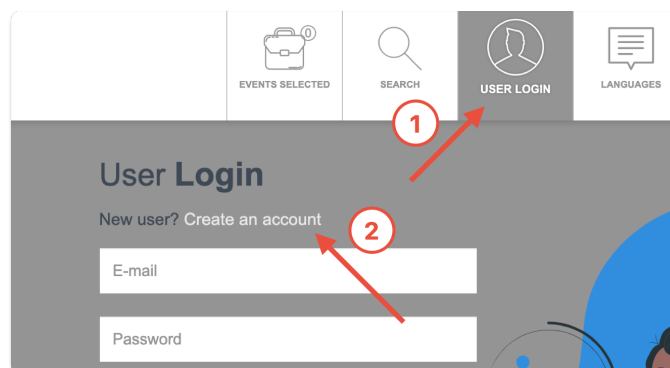 0
EVENTS SELECTED
SEARCH
USER LOGIN
LANGUAGES
1
User Login
New user? Create an account
2
E-mail
Password